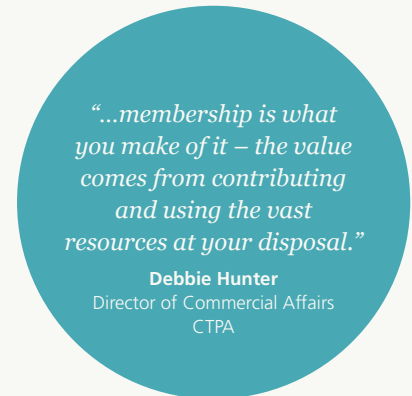 “...membership is what
you make of it – the value
comes from contributing
and using the vast
resources at your disposal.”
Debbie Hunter
Director of Commercial Affairs
CTPA